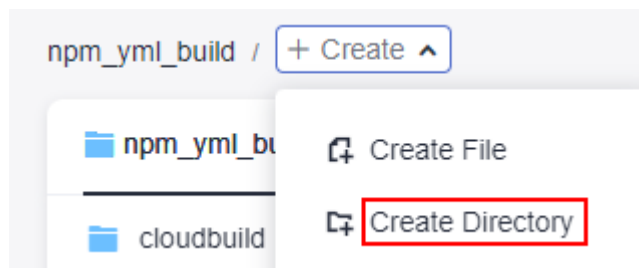 npm_yml_build / + Create
npm_yml_bu
Create File
Create Directory
cloudbuild